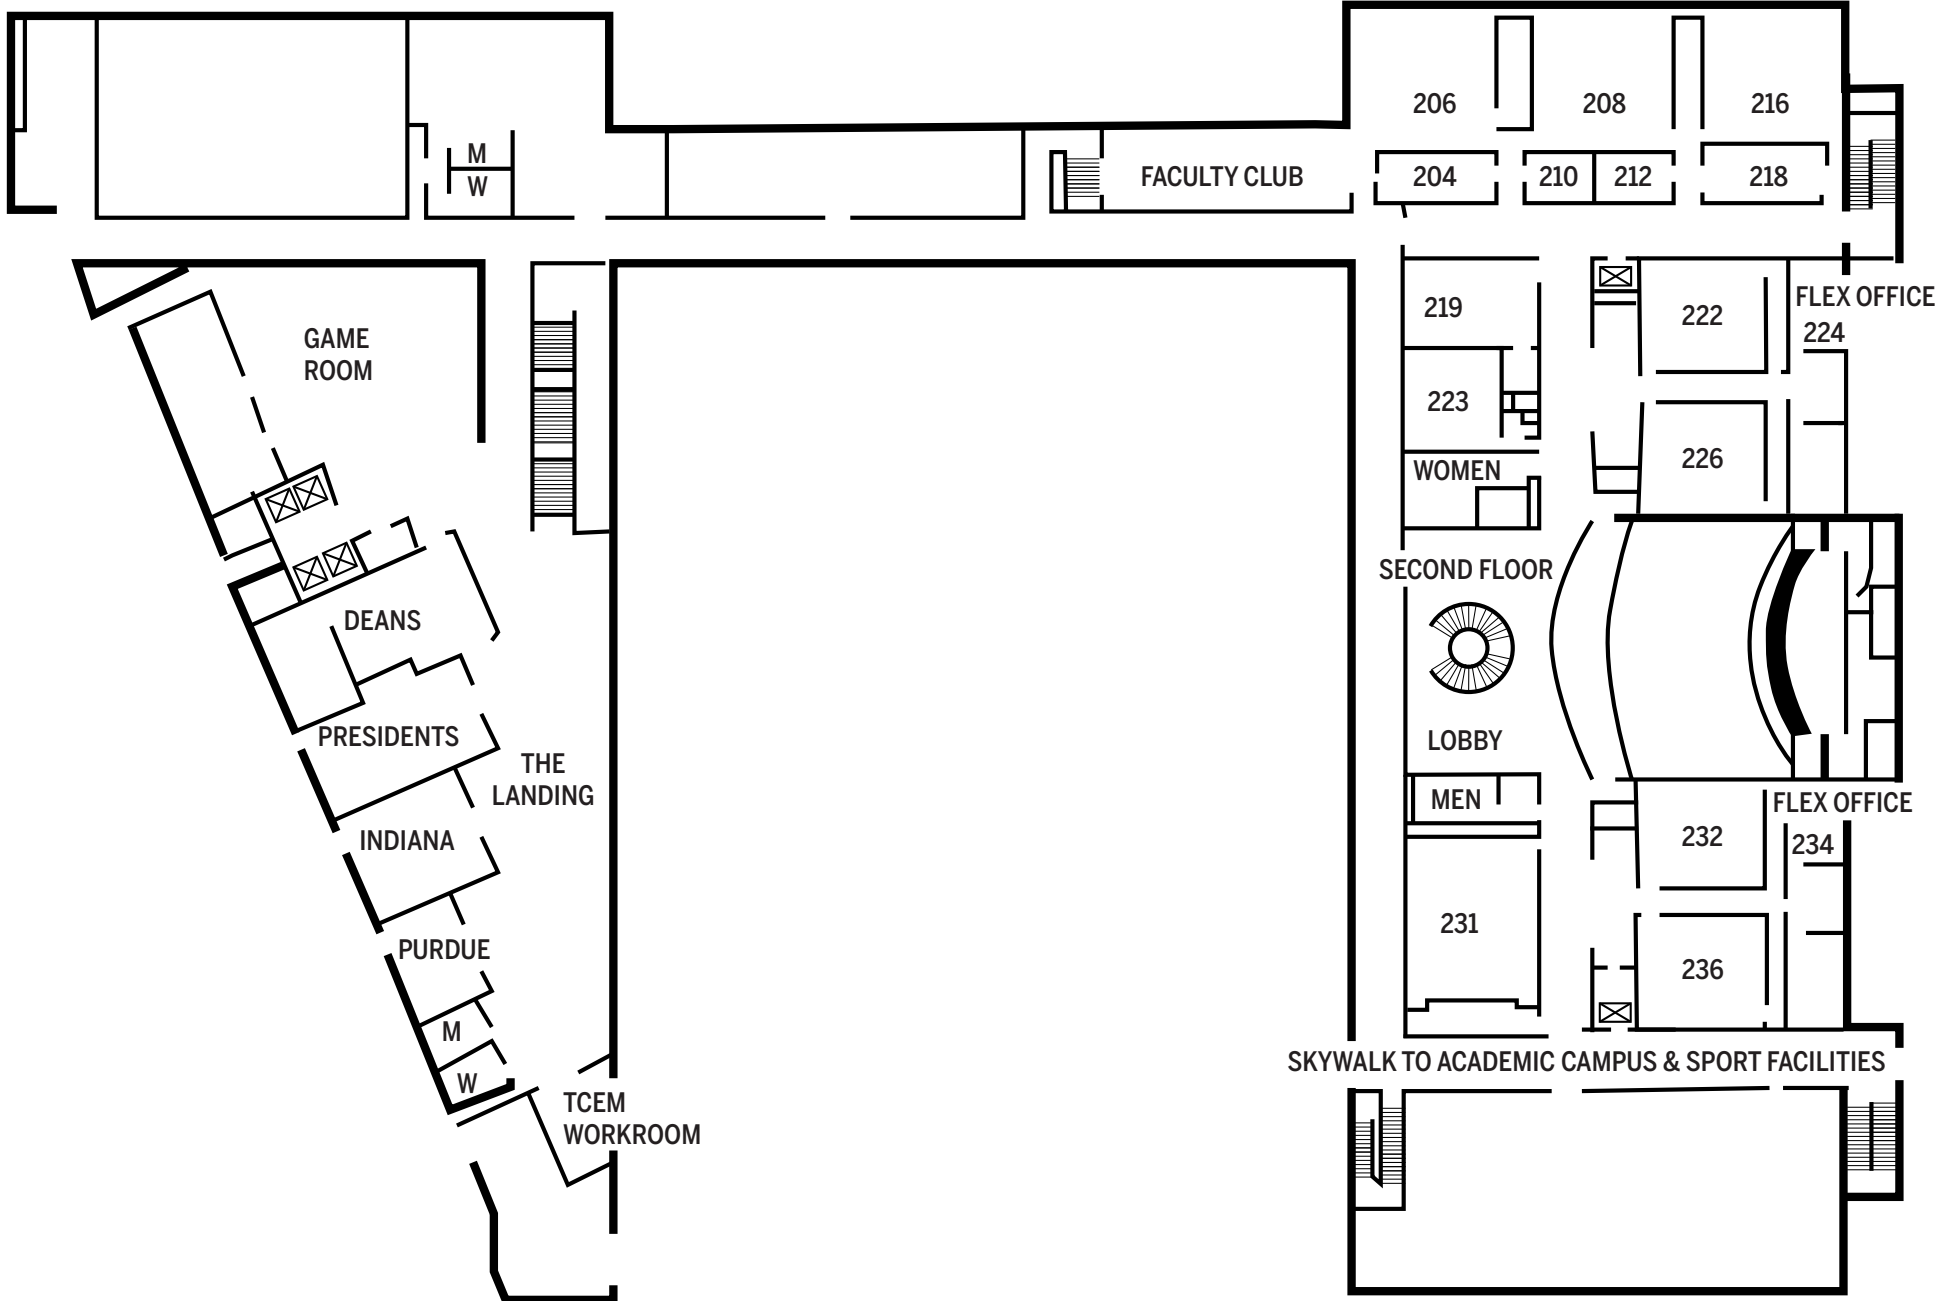 206
208
216
M
W
FACULTY CLUB
204
210
212
218
GAME
ROOM
219
222
FLEX OFFICE
224
223
226
WOMEN
SECOND FLOOR
LOBBY
DEANS
PRESIDENTS
THE
LANDING
INDIANA
PURDUE
M
W
TCEM
WORKROOM
MEN
232
FLEX OFFICE
234
231
236
SKYWALK TO ACADEMIC CAMPUS & SPORT FACILITIES